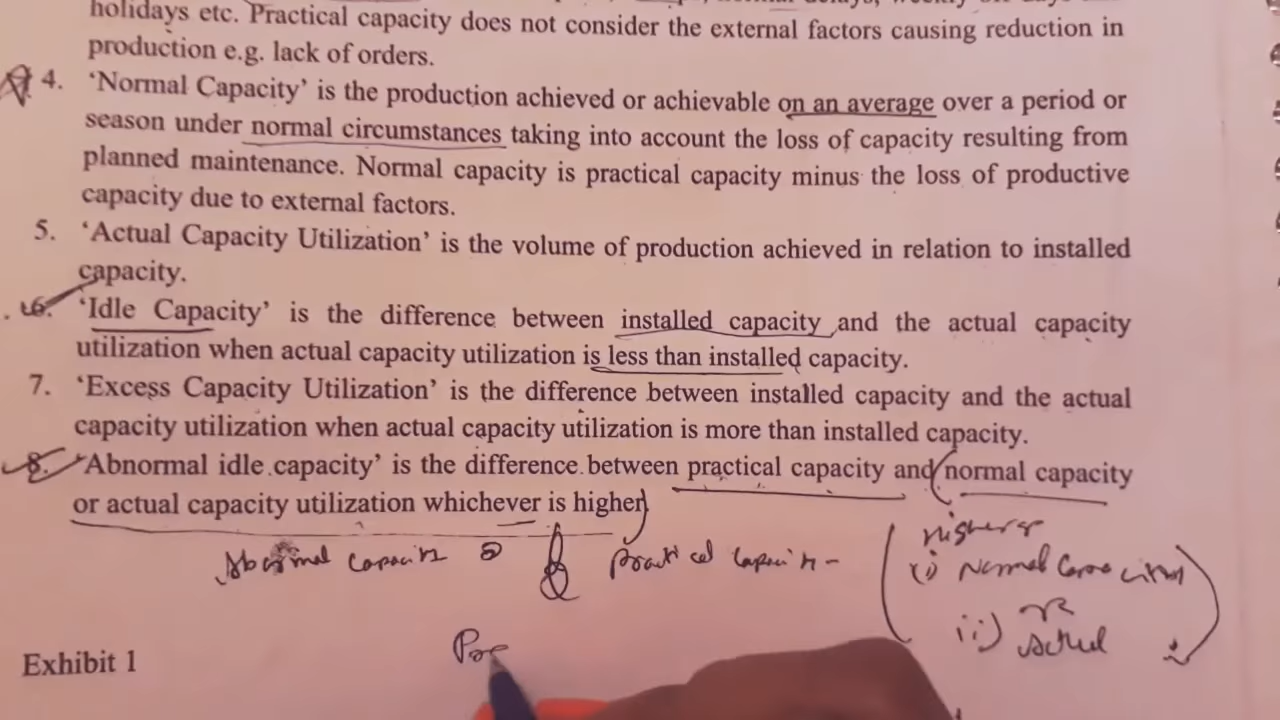 holidays etc. Practical capacity does not consider the external factors causing reduction in
production e.g. lack of orders.
4. 'Normal Capacity' is the production achieved or achievable on an average over a period or
season under normal circumstances taking into account the loss of capacity resulting from
planned maintenance. Normal capacity is practical capacity minus the loss of productive
capacity due to external factors.
5. 'Actual Capacity Utilization' is the volume of production achieved in relation to installed
capacity.
6. 'Idle Capacity' is the difference between installed capacity and the actual capacity
utilization when actual capacity utilization is less than installed capacity.
7. 'Excess Capacity Utilization' is the difference between installed capacity and the actual
capacity utilization when actual capacity utilization is more than installed capacity.
8. 'Abnormal idle capacity' is the difference between practical capacity and (normal capacity
or actual capacity utilization whichever is higher)
Abnormal Capacity Practical Capacity - ( Higher of
(i) Normal Capacity
or
ii) Actual )
Exhibit 1